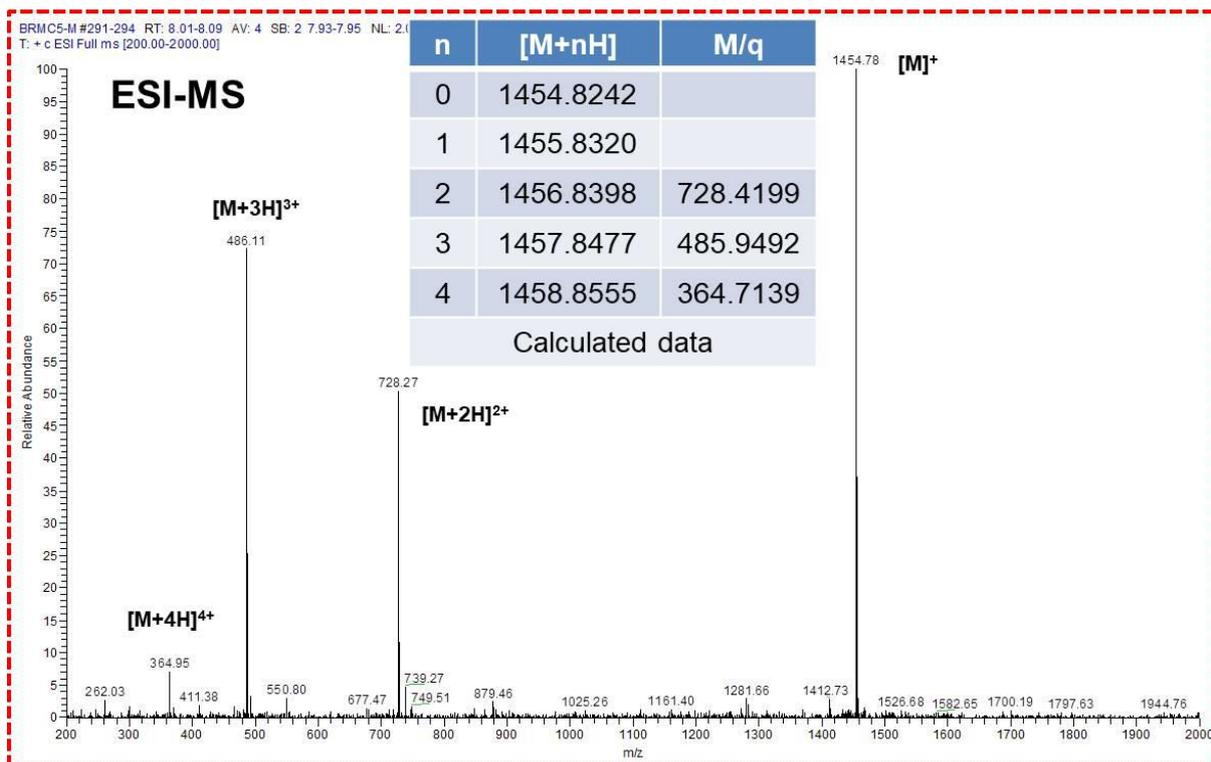 BRMC5-M #291-294 RT: 8.01-8.09 AV: 4 SB: 2 7.93-7.95 NL:
T: + c ESI Full ms [200.00-2000.00]
ESI-MS
n [M+nH] M/q
0 1454.8242
1 1455.8320
2 1456.8398 728.4199
3 1457.8477 485.9492
4 1458.8555 364.7139
Calculated data
1454.78
[M]⁺
[M+3H]³⁺
486.11
728.27
[M+2H]²⁺
[M+4H]⁴⁺
364.95
262.03
411.38
550.80
677.47
739.27
749.51
879.46
1025.26
1161.40
1281.66
1412.73
1526.68
1582.65
1700.19
1797.63
1944.76
Relative Abundance
100
95
90
85
80
75
70
65
60
55
50
45
40
35
30
25
20
15
10
5
0
200 300 400 500 600 700 800 900 1000 1100 1200 1300 1400 1500 1600 1700 1800 1900 2000
m/z